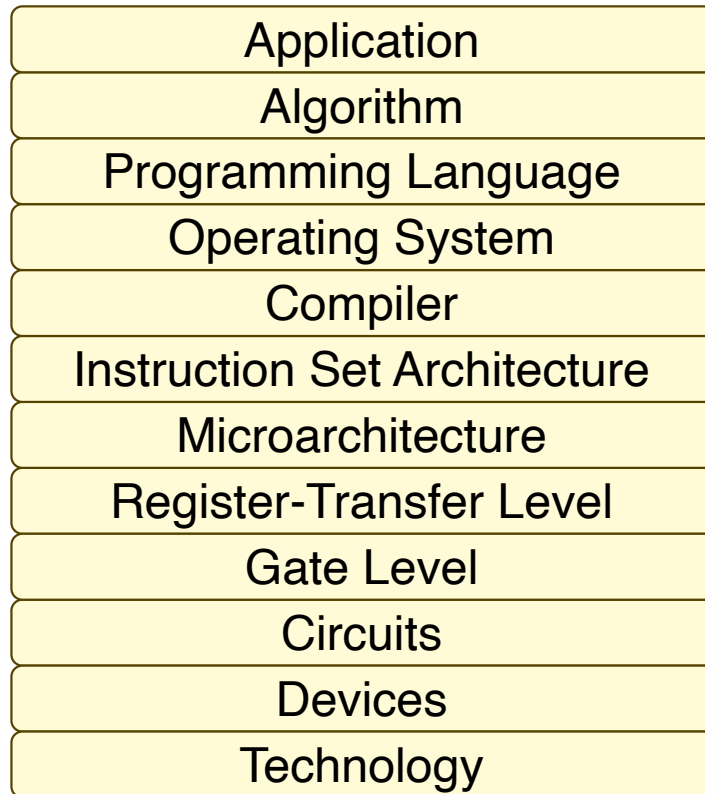 Application
Algorithm
Programming Language
Operating System
Compiler
Instruction Set Architecture
Microarchitecture
Register-Transfer Level
Gate Level
Circuits
Devices
Technology